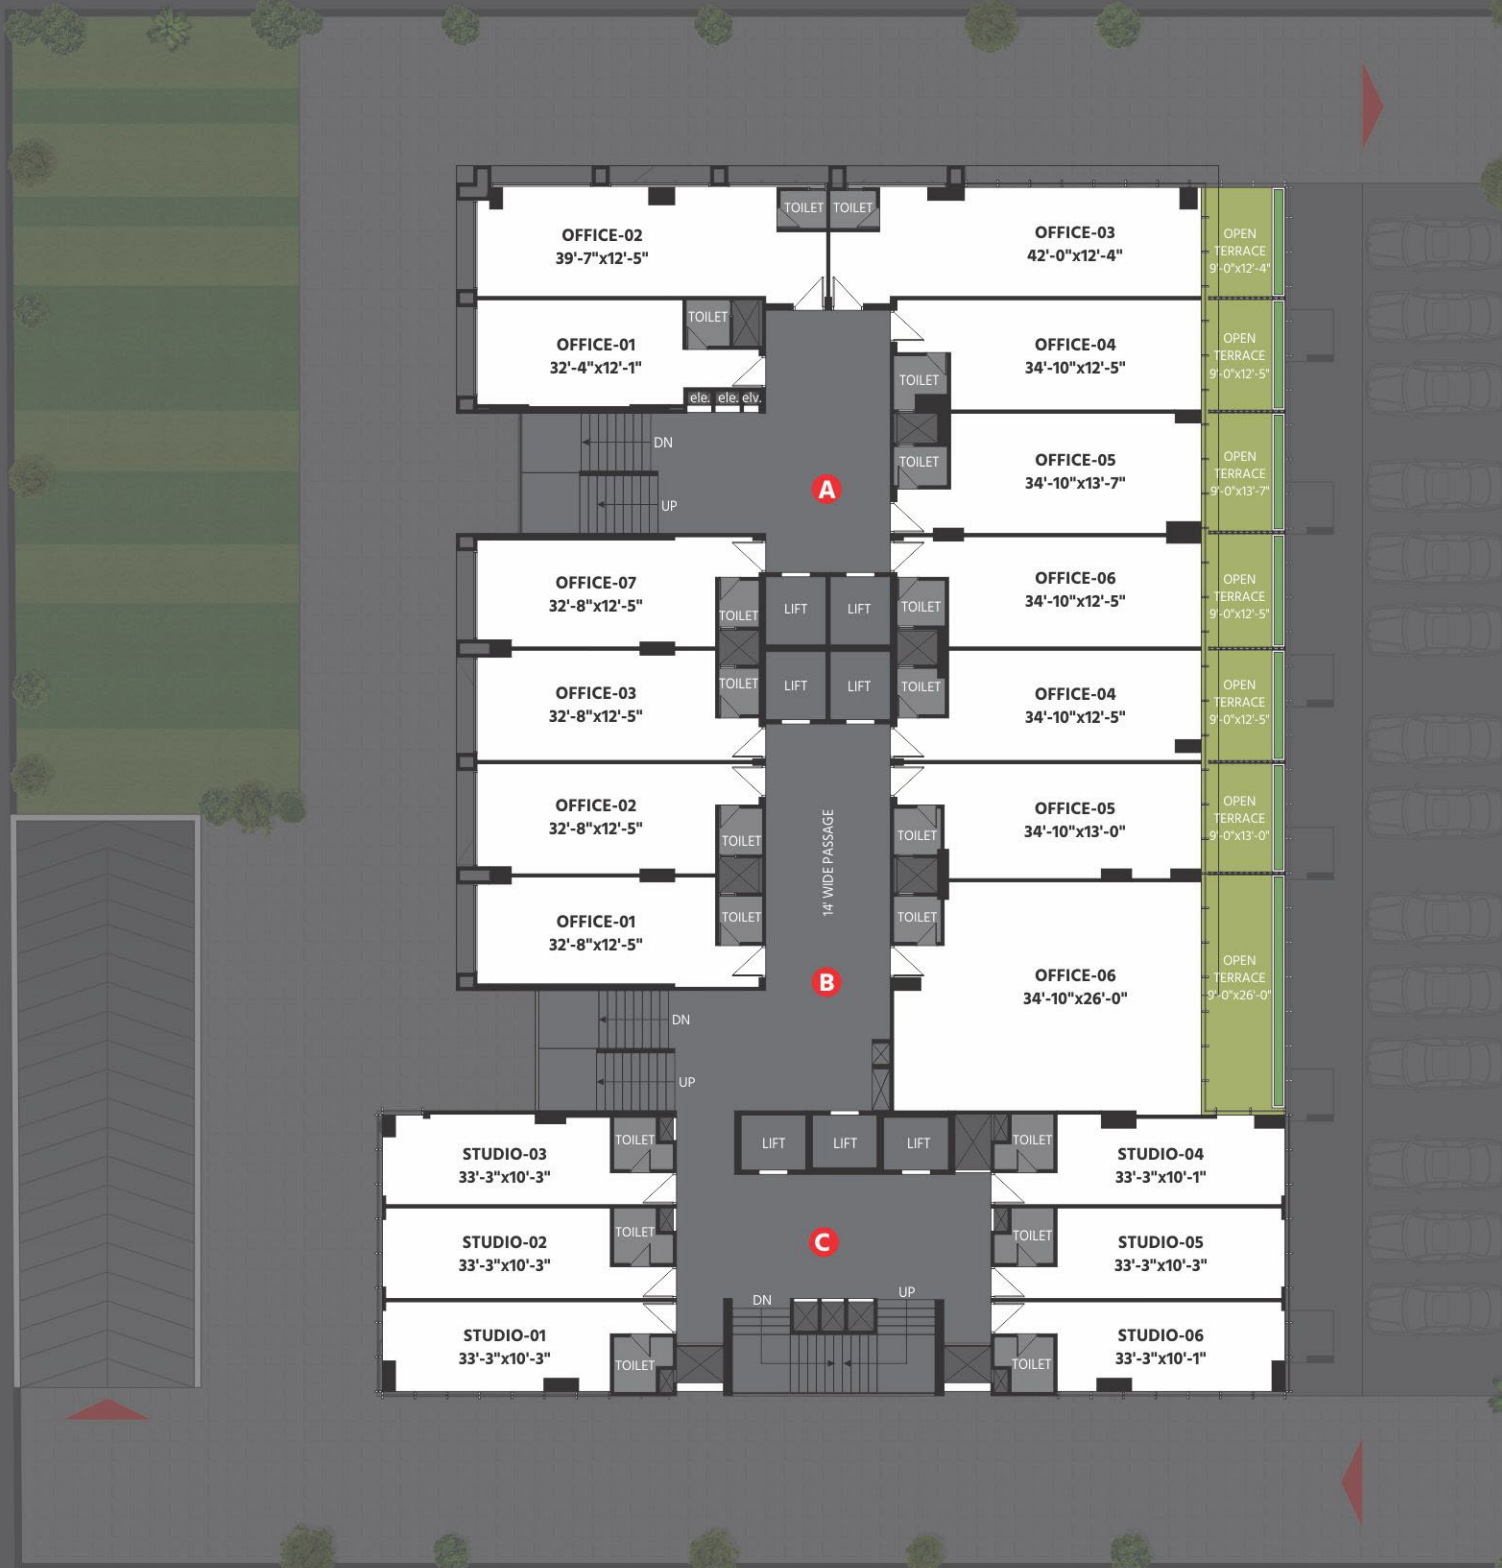 TOILET
TOILET
OFFICE-02
39'-7"x12'-5"
OFFICE-03
42'-0"x12'-4"
OPEN
TERRACE
9'-0"x12'-4"
OFFICE-01
32'-4"x12'-1"
TOILET
ele.
ele.
elv.
OFFICE-04
34'-10"x12'-5"
TOILET
OPEN
TERRACE
9'-0"x12'-5"
DN
UP
A
TOILET
OFFICE-05
34'-10"x13'-7"
OPEN
TERRACE
9'-0"x13'-7"
OFFICE-07
32'-8"x12'-5"
TOILET
LIFT
LIFT
TOILET
OFFICE-06
34'-10"x12'-5"
OPEN
TERRACE
9'-0"x12'-5"
OFFICE-03
32'-8"x12'-5"
TOILET
LIFT
LIFT
TOILET
OFFICE-04
34'-10"x12'-5"
OPEN
TERRACE
9'-0"x12'-5"
OFFICE-02
32'-8"x12'-5"
TOILET
14' WIDE PASSAGE
TOILET
OFFICE-05
34'-10"x13'-0"
OPEN
TERRACE
9'-0"x13'-0"
OFFICE-01
32'-8"x12'-5"
TOILET
TOILET
B
OFFICE-06
34'-10"x26'-0"
OPEN
TERRACE
9'-0"x26'-0"
DN
UP
STUDIO-03
33'-3"x10'-3"
TOILET
LIFT
LIFT
LIFT
TOILET
STUDIO-04
33'-3"x10'-1"
STUDIO-02
33'-3"x10'-3"
TOILET
C
TOILET
STUDIO-05
33'-3"x10'-3"
DN
UP
STUDIO-01
33'-3"x10'-3"
TOILET
TOILET
STUDIO-06
33'-3"x10'-1"